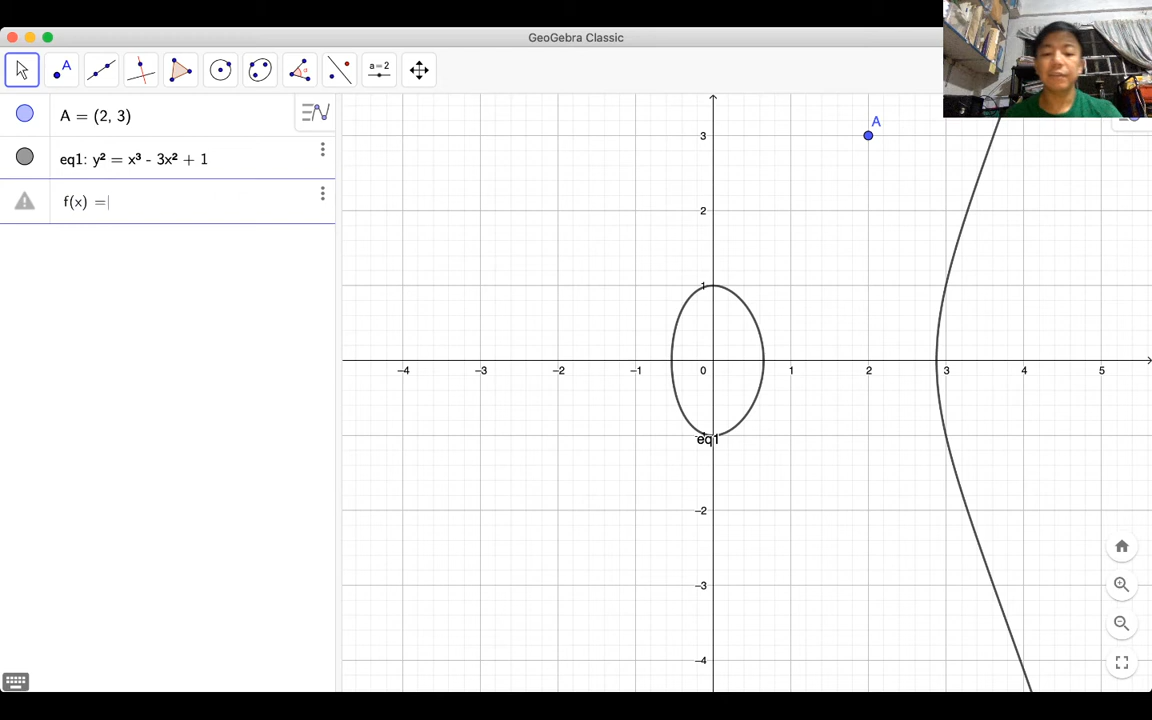 GeoGebra Classic
A
a=2
A = (2, 3)
eq1: y² = x³ - 3x² + 1
f(x) =
A
3
2
1
−4 −3 −2 −1 0 1 2 3 4 5
eq1
−2
−3
−4